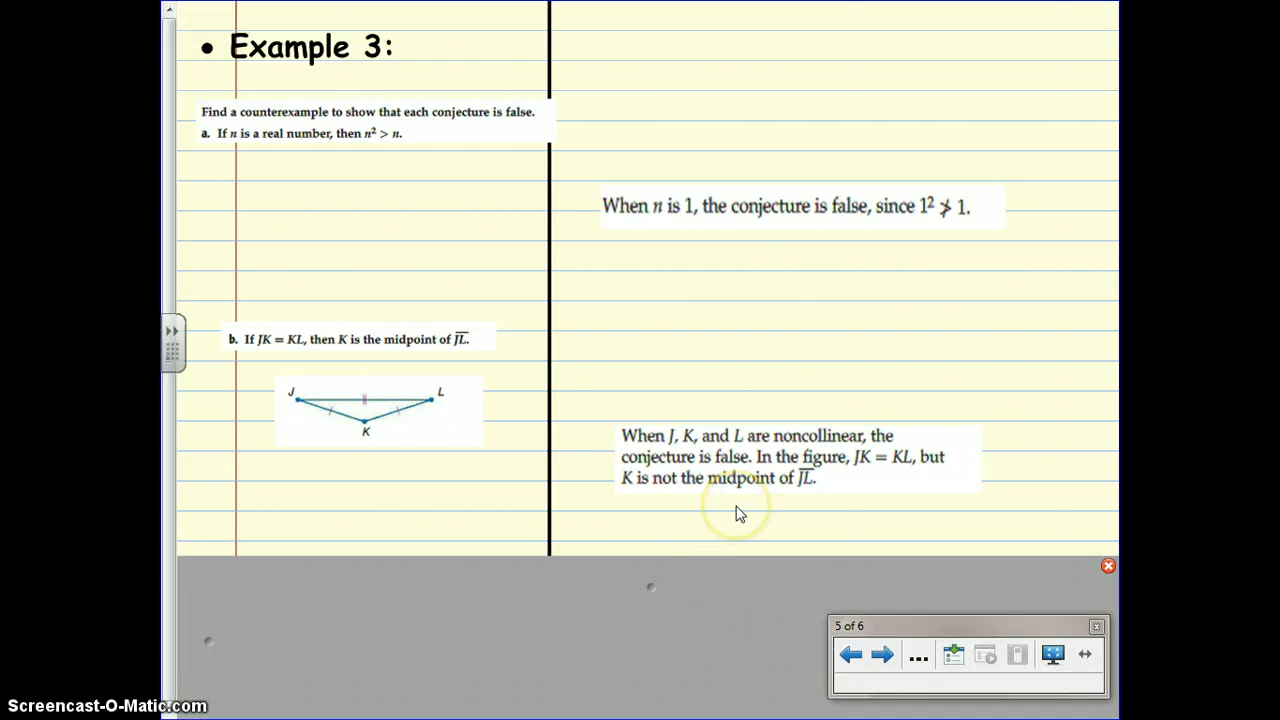 • Example 3:
Find a counterexample to show that each conjecture is false.
a. If n is a real number, then n² > n.
When n is 1, the conjecture is false, since 1² ≯ 1.
b. If JK = KL, then K is the midpoint of J̅L̅.
J
L
K
When J, K, and L are noncollinear, the
conjecture is false. In the figure, JK = KL, but
K is not the midpoint of J̅L̅.
5 of 6
Screencast-O-Matic.com